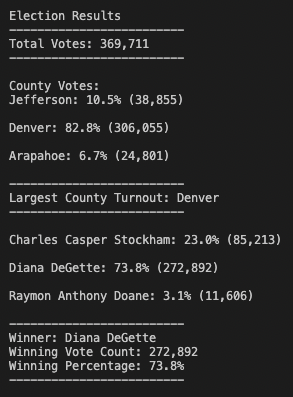 Election Results
-------------------------
Total Votes: 369,711
-------------------------
County Votes:
Jefferson: 10.5% (38,855)
Denver: 82.8% (306,055)
Arapahoe: 6.7% (24,801)
-------------------------
Largest County Turnout: Denver
-------------------------
Charles Casper Stockham: 23.0% (85,213)
Diana DeGette: 73.8% (272,892)
Raymon Anthony Doane: 3.1% (11,606)
-------------------------
Winner: Diana DeGette
Winning Vote Count: 272,892
Winning Percentage: 73.8%
-------------------------